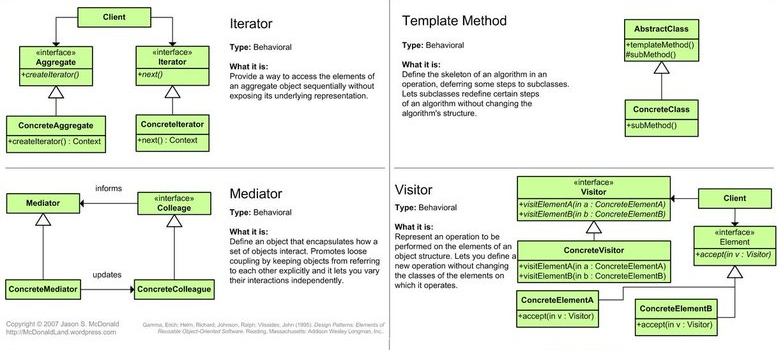 Client
«interface»
Aggregate
+createIterator()
«interface»
Iterator
+next()
ConcreteAggregate
+createIterator() : Context
ConcreteIterator
+next() : Context
Iterator
Type: Behavioral
What it is:
Provide a way to access the elements of
an aggregate object sequentially without
exposing its underlying representation.
Template Method
Type: Behavioral
What it is:
Define the skeleton of an algorithm in an
operation, deferring some steps to subclasses.
Lets subclasses redefine certain steps
of an algorithm without changing the
algorithm's structure.
AbstractClass
+templateMethod()
#subMethod()
ConcreteClass
+subMethod()
informs
Mediator
«interface»
Colleage
updates
ConcreteMediator
ConcreteColleague
Mediator
Type: Behavioral
What it is:
Define an object that encapsulates how a
set of objects interact. Promotes loose
coupling by keeping objects from referring
to each other explicitly and it lets you vary
their interactions independently.
Visitor
Type: Behavioral
What it is:
Represent an operation to be
performed on the elements of an
object structure. Lets you define a
new operation without changing
the classes of the elements on
which it operates.
«interface»
Visitor
+visitElementA(in a : ConcreteElementA)
+visitElementB(in b : ConcreteElementB)
Client
«interface»
Element
+accept(in v : Visitor)
ConcreteVisitor
+visitElementA(in a : ConcreteElementA)
+visitElementB(in b : ConcreteElementB)
ConcreteElementA
+accept(in v : Visitor)
ConcreteElementB
+accept(in v : Visitor)
Copyright © 2007 Jason S. McDonald
http://McDonaldLand.wordpress.com
Gamma, Erich; Helm, Richard; Johnson, Ralph; Vlissides, John (1995). Design Patterns: Elements of
Reusable Object-Oriented Software. Reading, Massachusetts: Addison Wesley Longman, Inc..